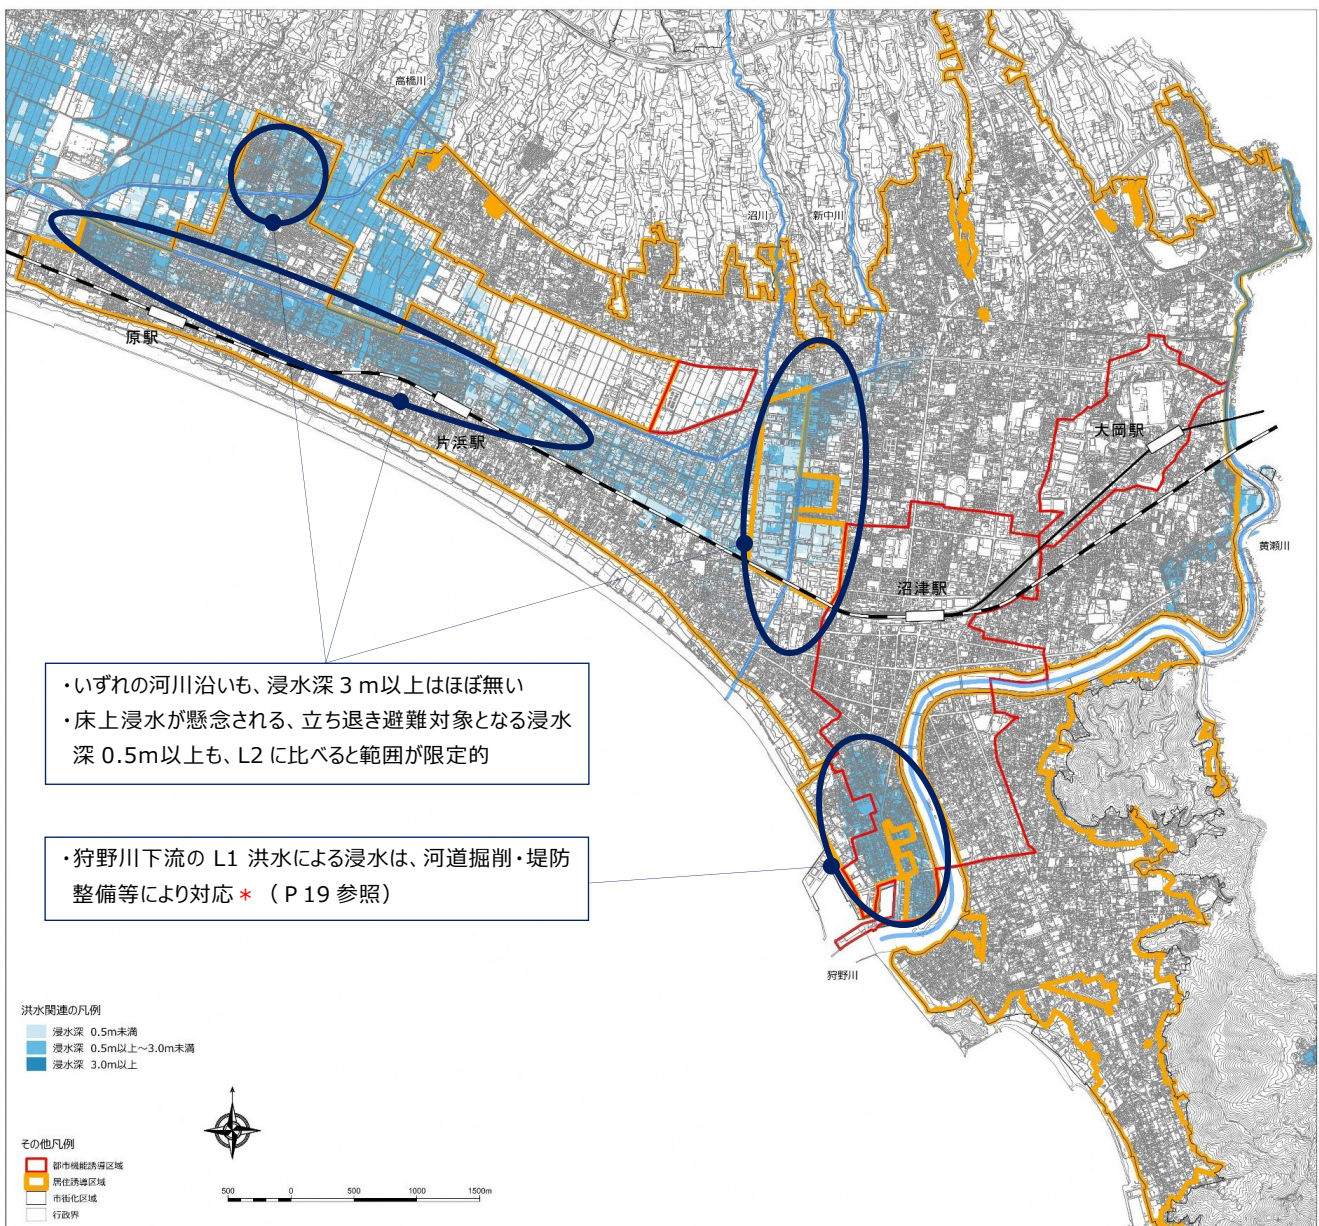 高橋川
沼川
新中川
原駅
片浜駅
大岡駅
黄瀬川
沼津駅
・いずれの河川沿いも、浸水深 3 m以上はほぼ無い
・床上浸水が懸念される、立ち退き避難対象となる浸水
深 0.5m以上も、L2 に比べると範囲が限定的
・狩野川下流の L1 洪水による浸水は、河道掘削・堤防
整備等により対応 * （P 19 参照）
狩野川
洪水関連の凡例
浸水深 0.5m未満
浸水深 0.5m以上～3.0m未満
浸水深 3.0m以上
その他凡例
都市機能誘導区域
居住誘導区域
市街化区域
行政界
500 0 500 1000 1500m